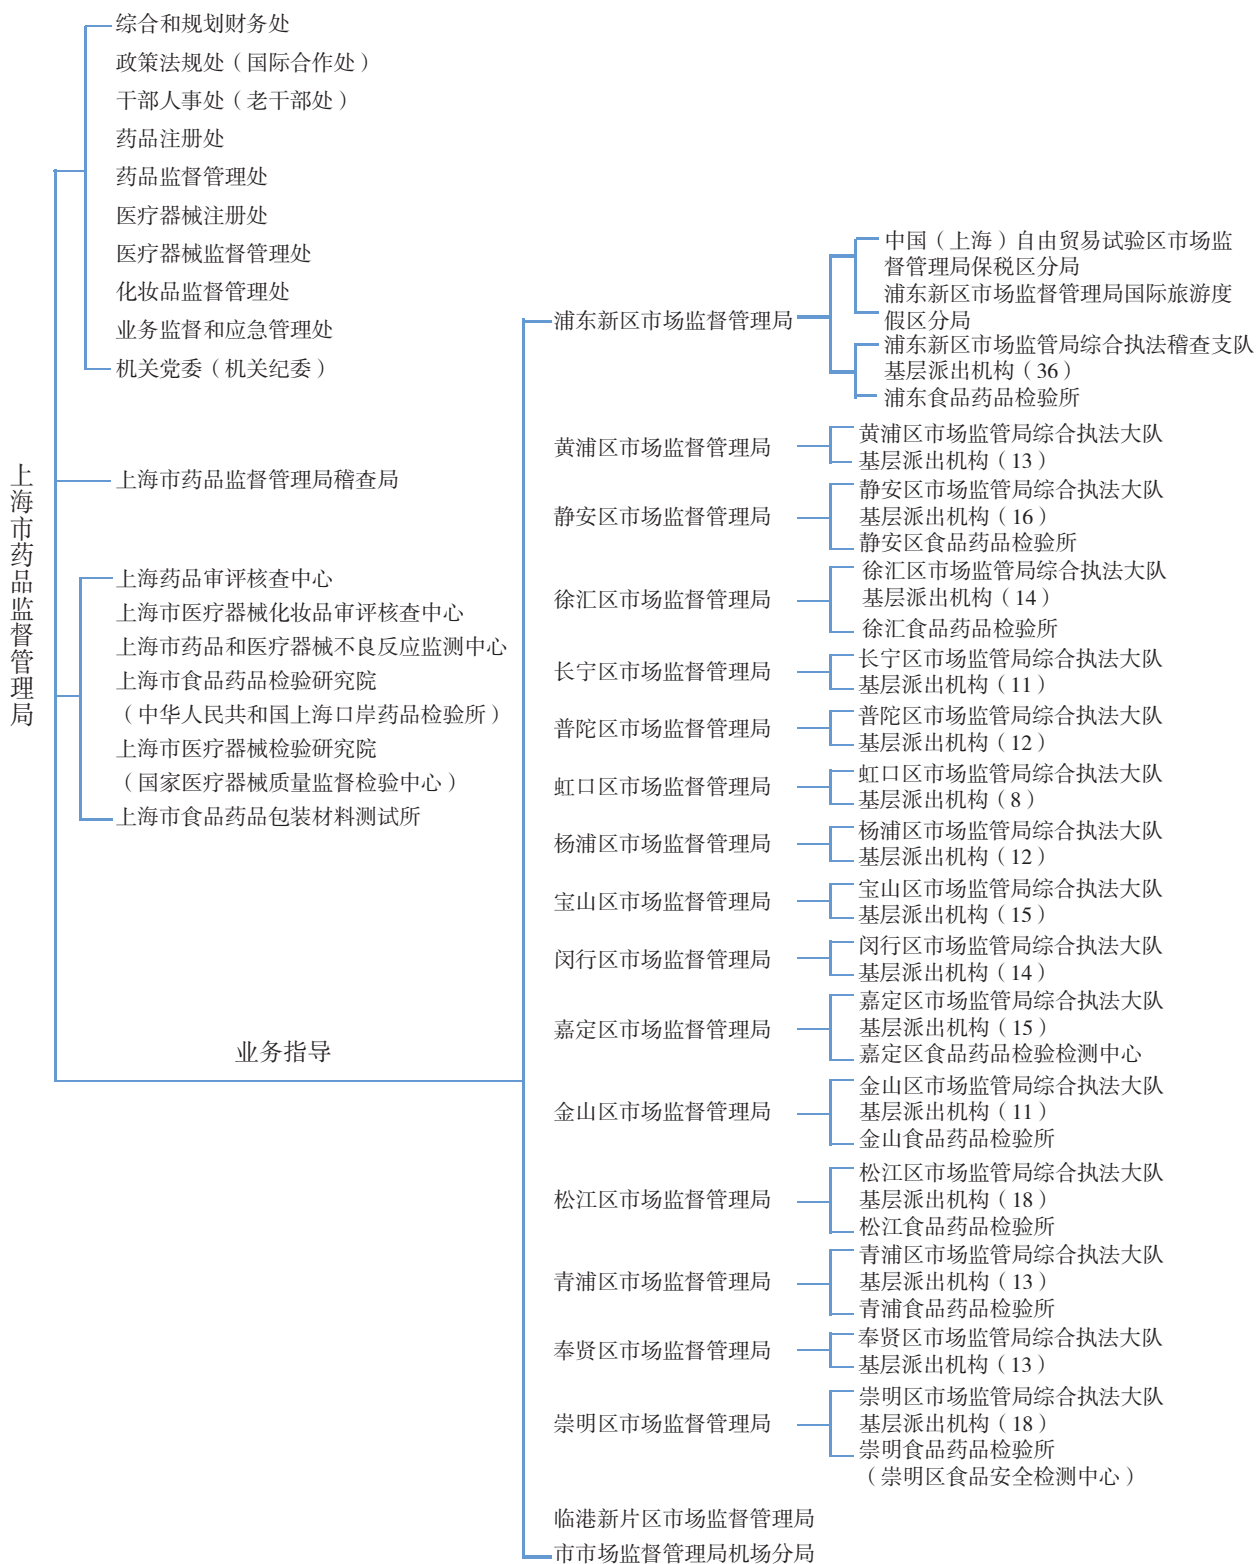 上海市药品监督管理局
综合和规划财务处
政策法规处（国际合作处）
干部人事处（老干部处）
药品注册处
药品监督管理处
医疗器械注册处
医疗器械监督管理处
化妆品监督管理处
业务监督和应急管理处
机关党委（机关纪委）
上海市药品监督管理局稽查局
上海药品审评核查中心
上海市医疗器械化妆品审评核查中心
上海市药品和医疗器械不良反应监测中心
上海市食品药品检验研究院
（中华人民共和国上海口岸药品检验所）
上海市医疗器械检验研究院
（国家医疗器械质量监督检验中心）
上海市食品药品包装材料测试所
业务指导
浦东新区市场监督管理局
中国（上海）自由贸易试验区市场监
督管理局保税区分局
浦东新区市场监督管理局国际旅游度
假区分局
浦东新区市场监管局综合执法稽查支队
基层派出机构（36）
浦东食品药品检验所
黄浦区市场监督管理局
黄浦区市场监管局综合执法大队
基层派出机构（13）
静安区市场监督管理局
静安区市场监管局综合执法大队
基层派出机构（16）
静安区食品药品检验所
徐汇区市场监督管理局
徐汇区市场监管局综合执法大队
基层派出机构（14）
徐汇食品药品检验所
长宁区市场监督管理局
长宁区市场监管局综合执法大队
基层派出机构（11）
普陀区市场监督管理局
普陀区市场监管局综合执法大队
基层派出机构（12）
虹口区市场监督管理局
虹口区市场监管局综合执法大队
基层派出机构（8）
杨浦区市场监督管理局
杨浦区市场监管局综合执法大队
基层派出机构（12）
宝山区市场监督管理局
宝山区市场监管局综合执法大队
基层派出机构（15）
闵行区市场监督管理局
闵行区市场监管局综合执法大队
基层派出机构（14）
嘉定区市场监督管理局
嘉定区市场监管局综合执法大队
基层派出机构（15）
嘉定区食品药品检验检测中心
金山区市场监督管理局
金山区市场监管局综合执法大队
基层派出机构（11）
金山食品药品检验所
松江区市场监督管理局
松江区市场监管局综合执法大队
基层派出机构（18）
松江食品药品检验所
青浦区市场监督管理局
青浦区市场监管局综合执法大队
基层派出机构（13）
青浦食品药品检验所
奉贤区市场监督管理局
奉贤区市场监管局综合执法大队
基层派出机构（13）
崇明区市场监督管理局
崇明区市场监管局综合执法大队
基层派出机构（18）
崇明食品药品检验所
（崇明区食品安全检测中心）
临港新片区市场监督管理局
市市场监督管理局机场分局